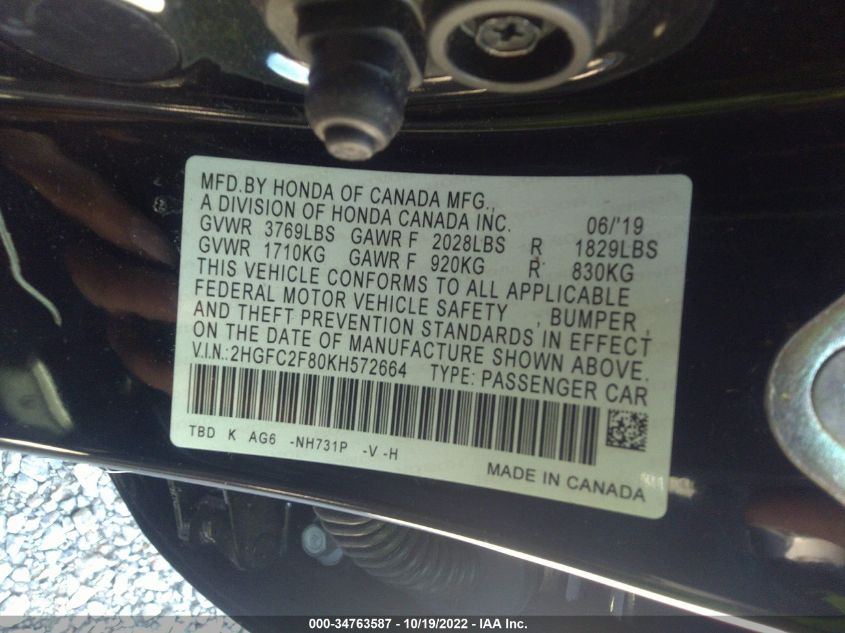 MFD.BY HONDA OF CANADA MFG.,
A DIVISION OF HONDA CANADA INC. 06/'19
GVWR 3769LBS GAWR F 2028LBS R 1829LBS
GVWR 1710KG GAWR F 920KG R 830KG
THIS VEHICLE CONFORMS TO ALL APPLICABLE
FEDERAL MOTOR VEHICLE SAFETY , BUMPER ,
AND THEFT PREVENTION STANDARDS IN EFFECT
ON THE DATE OF MANUFACTURE SHOWN ABOVE.
V.I.N.: 2HGFC2F80KH572664 TYPE: PASSENGER CAR
TBD K AG6 -NH731P -V -H
MADE IN CANADA
000-34763587 - 10/19/2022 - IAA Inc.